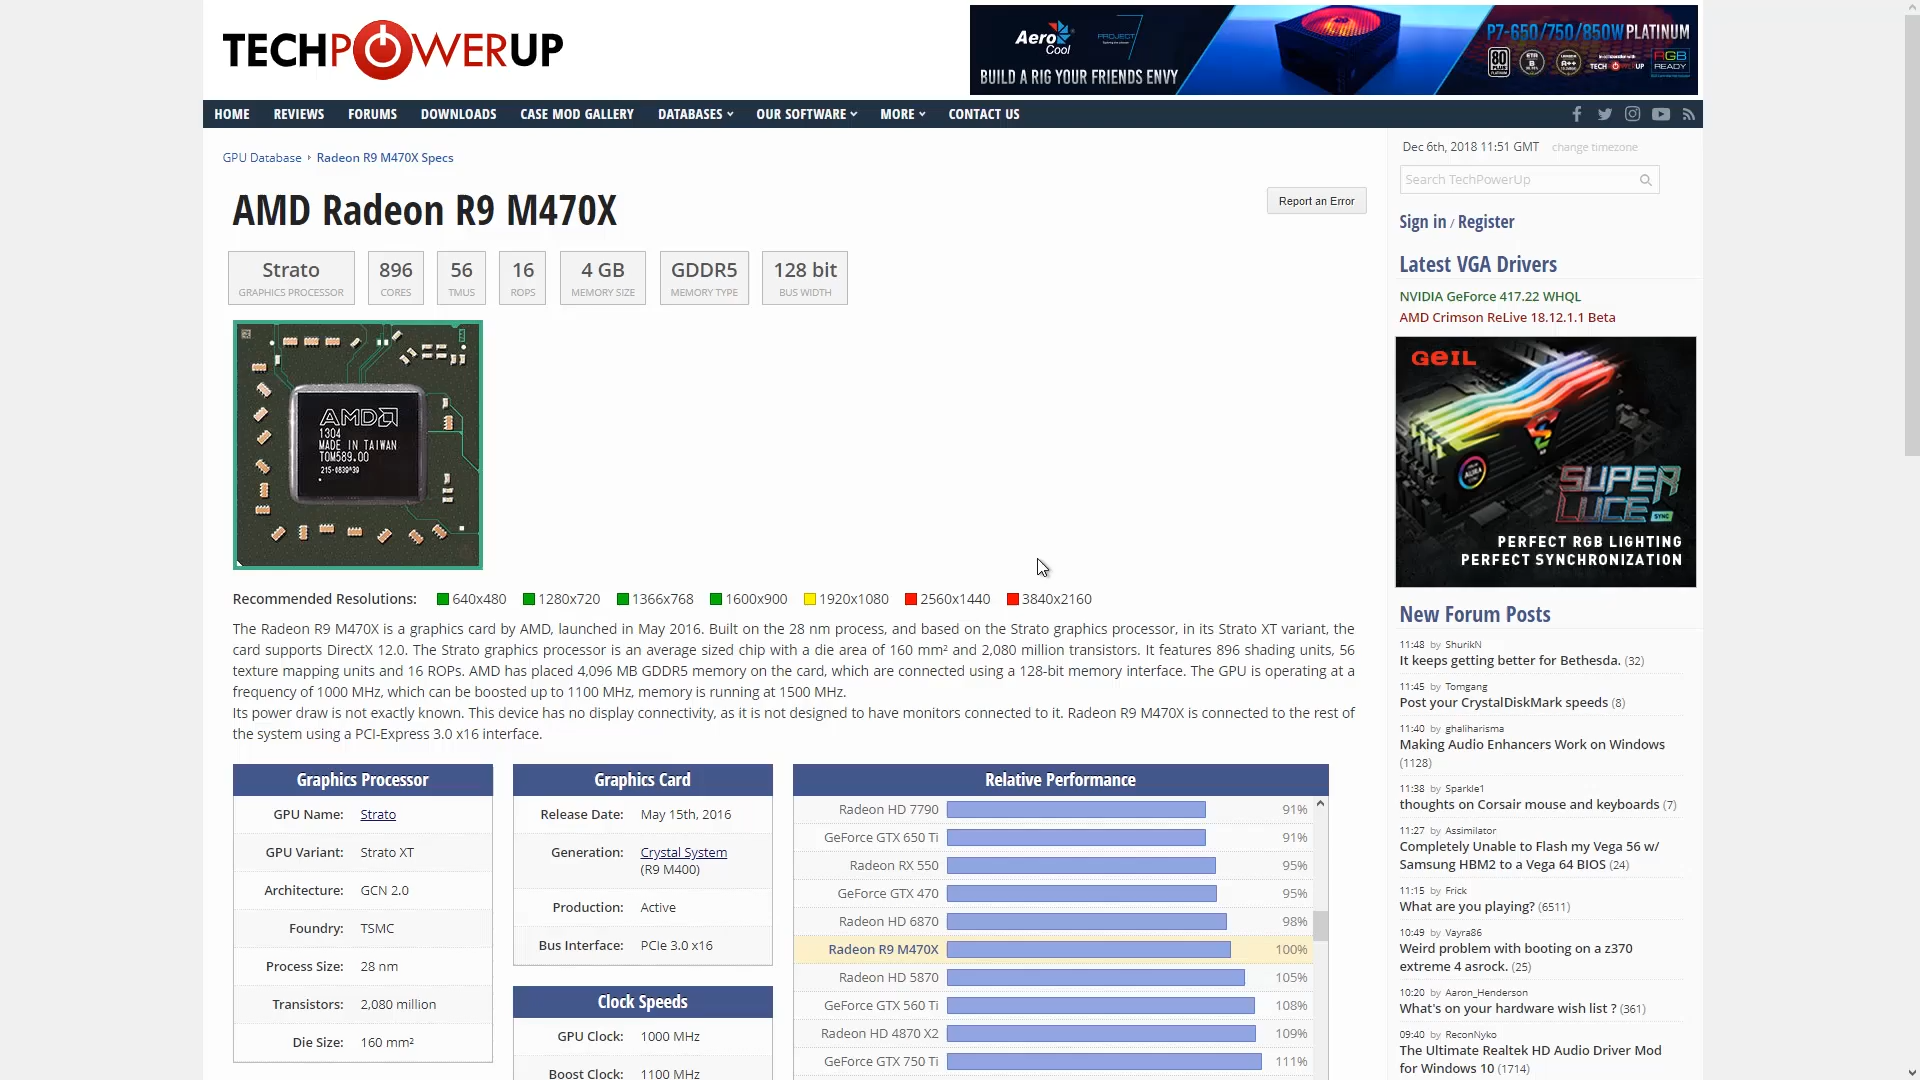 TECHPOWERUP
Aero Cool
PROJECT 7
BUILD A RIG YOUR FRIENDS ENVY
P7-650/750/850W PLATINUM
80
TECHPOWERUP
RGB READY
HOME REVIEWS FORUMS DOWNLOADS CASE MOD GALLERY DATABASES OUR SOFTWARE MORE CONTACT US
GPU Database › Radeon R9 M470X Specs
AMD Radeon R9 M470X
Report an Error
Strato 896 56 16 4 GB GDDR5 128 bit
GRAPHICS PROCESSOR CORES TMUS ROPS MEMORY SIZE MEMORY TYPE BUS WIDTH
AMD
1304
MADE IN TAIWAN
TOM589.00
215-0839939
Recommended Resolutions: 640x480 1280x720 1366x768 1600x900 1920x1080 2560x1440 3840x2160
The Radeon R9 M470X is a graphics card by AMD, launched in May 2016. Built on the 28 nm process, and based on the Strato graphics processor, in its Strato XT variant, the
card supports DirectX 12.0. The Strato graphics processor is an average sized chip with a die area of 160 mm² and 2,080 million transistors. It features 896 shading units, 56
texture mapping units and 16 ROPs. AMD has placed 4,096 MB GDDR5 memory on the card, which are connected using a 128-bit memory interface. The GPU is operating at a
frequency of 1000 MHz, which can be boosted up to 1100 MHz, memory is running at 1500 MHz.
Its power draw is not exactly known. This device has no display connectivity, as it is not designed to have monitors connected to it. Radeon R9 M470X is connected to the rest of
the system using a PCI-Express 3.0 x16 interface.
Graphics Processor
GPU Name: Strato
GPU Variant: Strato XT
Architecture: GCN 2.0
Foundry: TSMC
Process Size: 28 nm
Transistors: 2,080 million
Die Size: 160 mm²
Graphics Card
Release Date: May 15th, 2016
Generation: Crystal System
(R9 M400)
Production: Active
Bus Interface: PCIe 3.0 x16
Clock Speeds
GPU Clock: 1000 MHz
Boost Clock: 1100 MHz
Relative Performance
Radeon HD 7790 91%
GeForce GTX 650 Ti 91%
Radeon RX 550 95%
GeForce GTX 470 95%
Radeon HD 6870 98%
Radeon R9 M470X 100%
Radeon HD 5870 105%
GeForce GTX 560 Ti 108%
Radeon HD 4870 X2 109%
GeForce GTX 750 Ti 111%
Dec 6th, 2018 11:51 GMT change timezone
Search TechPowerUp
Sign in / Register
Latest VGA Drivers
NVIDIA GeForce 417.22 WHQL
AMD Crimson ReLive 18.12.1.1 Beta
GeIL
AURA
SUPER
LUCE
SYNC
PERFECT RGB LIGHTING
PERFECT SYNCHRONIZATION
New Forum Posts
11:48 by ShurikN
It keeps getting better for Bethesda. (32)
11:45 by Tomgang
Post your CrystalDiskMark speeds (8)
11:40 by ghaliharisma
Making Audio Enhancers Work on Windows
(1128)
11:38 by Sparkle1
thoughts on Corsair mouse and keyboards (7)
11:27 by Assimilator
Completely Unable to Flash my Vega 56 w/
Samsung HBM2 to a Vega 64 BIOS (24)
11:15 by Frick
What are you playing? (6511)
10:49 by Vayra86
Weird problem with booting on a z370
extreme 4 asrock. (25)
10:20 by Aaron_Henderson
What's on your hardware wish list ? (361)
09:40 by ReconNyko
The Ultimate Realtek HD Audio Driver Mod
for Windows 10 (1714)